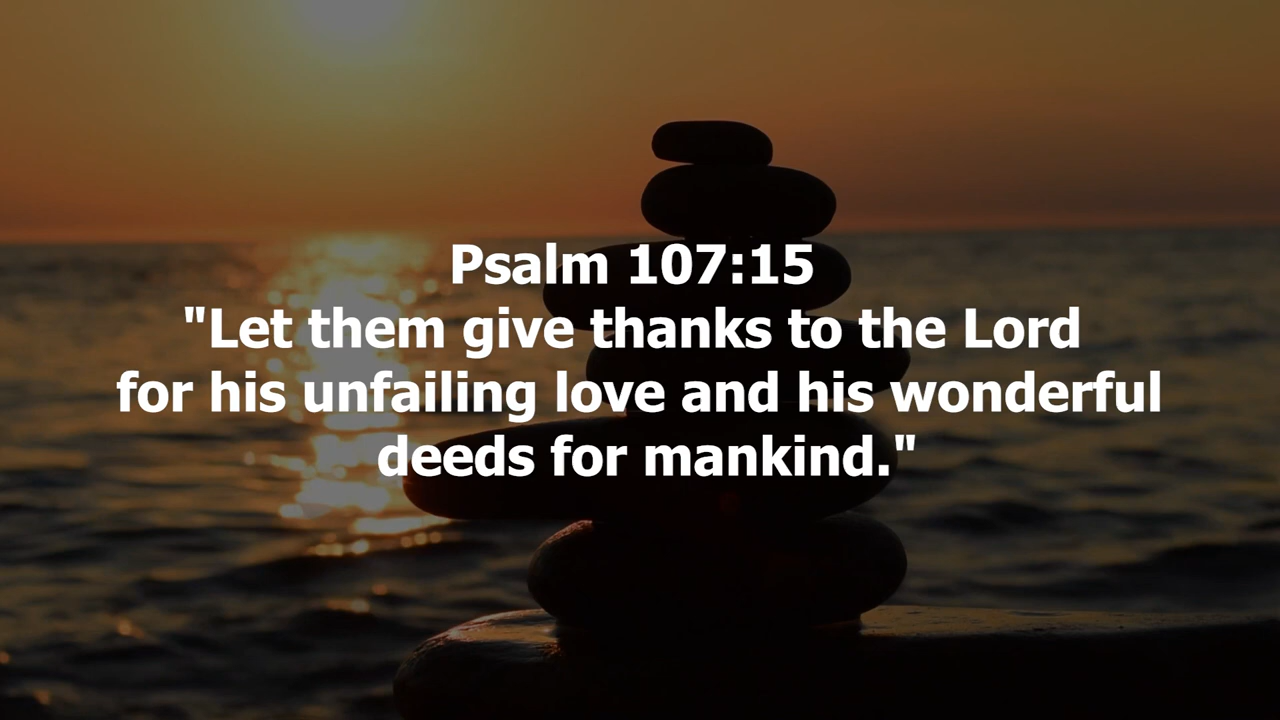 Psalm 107:15
"Let them give thanks to the Lord
for his unfailing love and his wonderful
deeds for mankind."